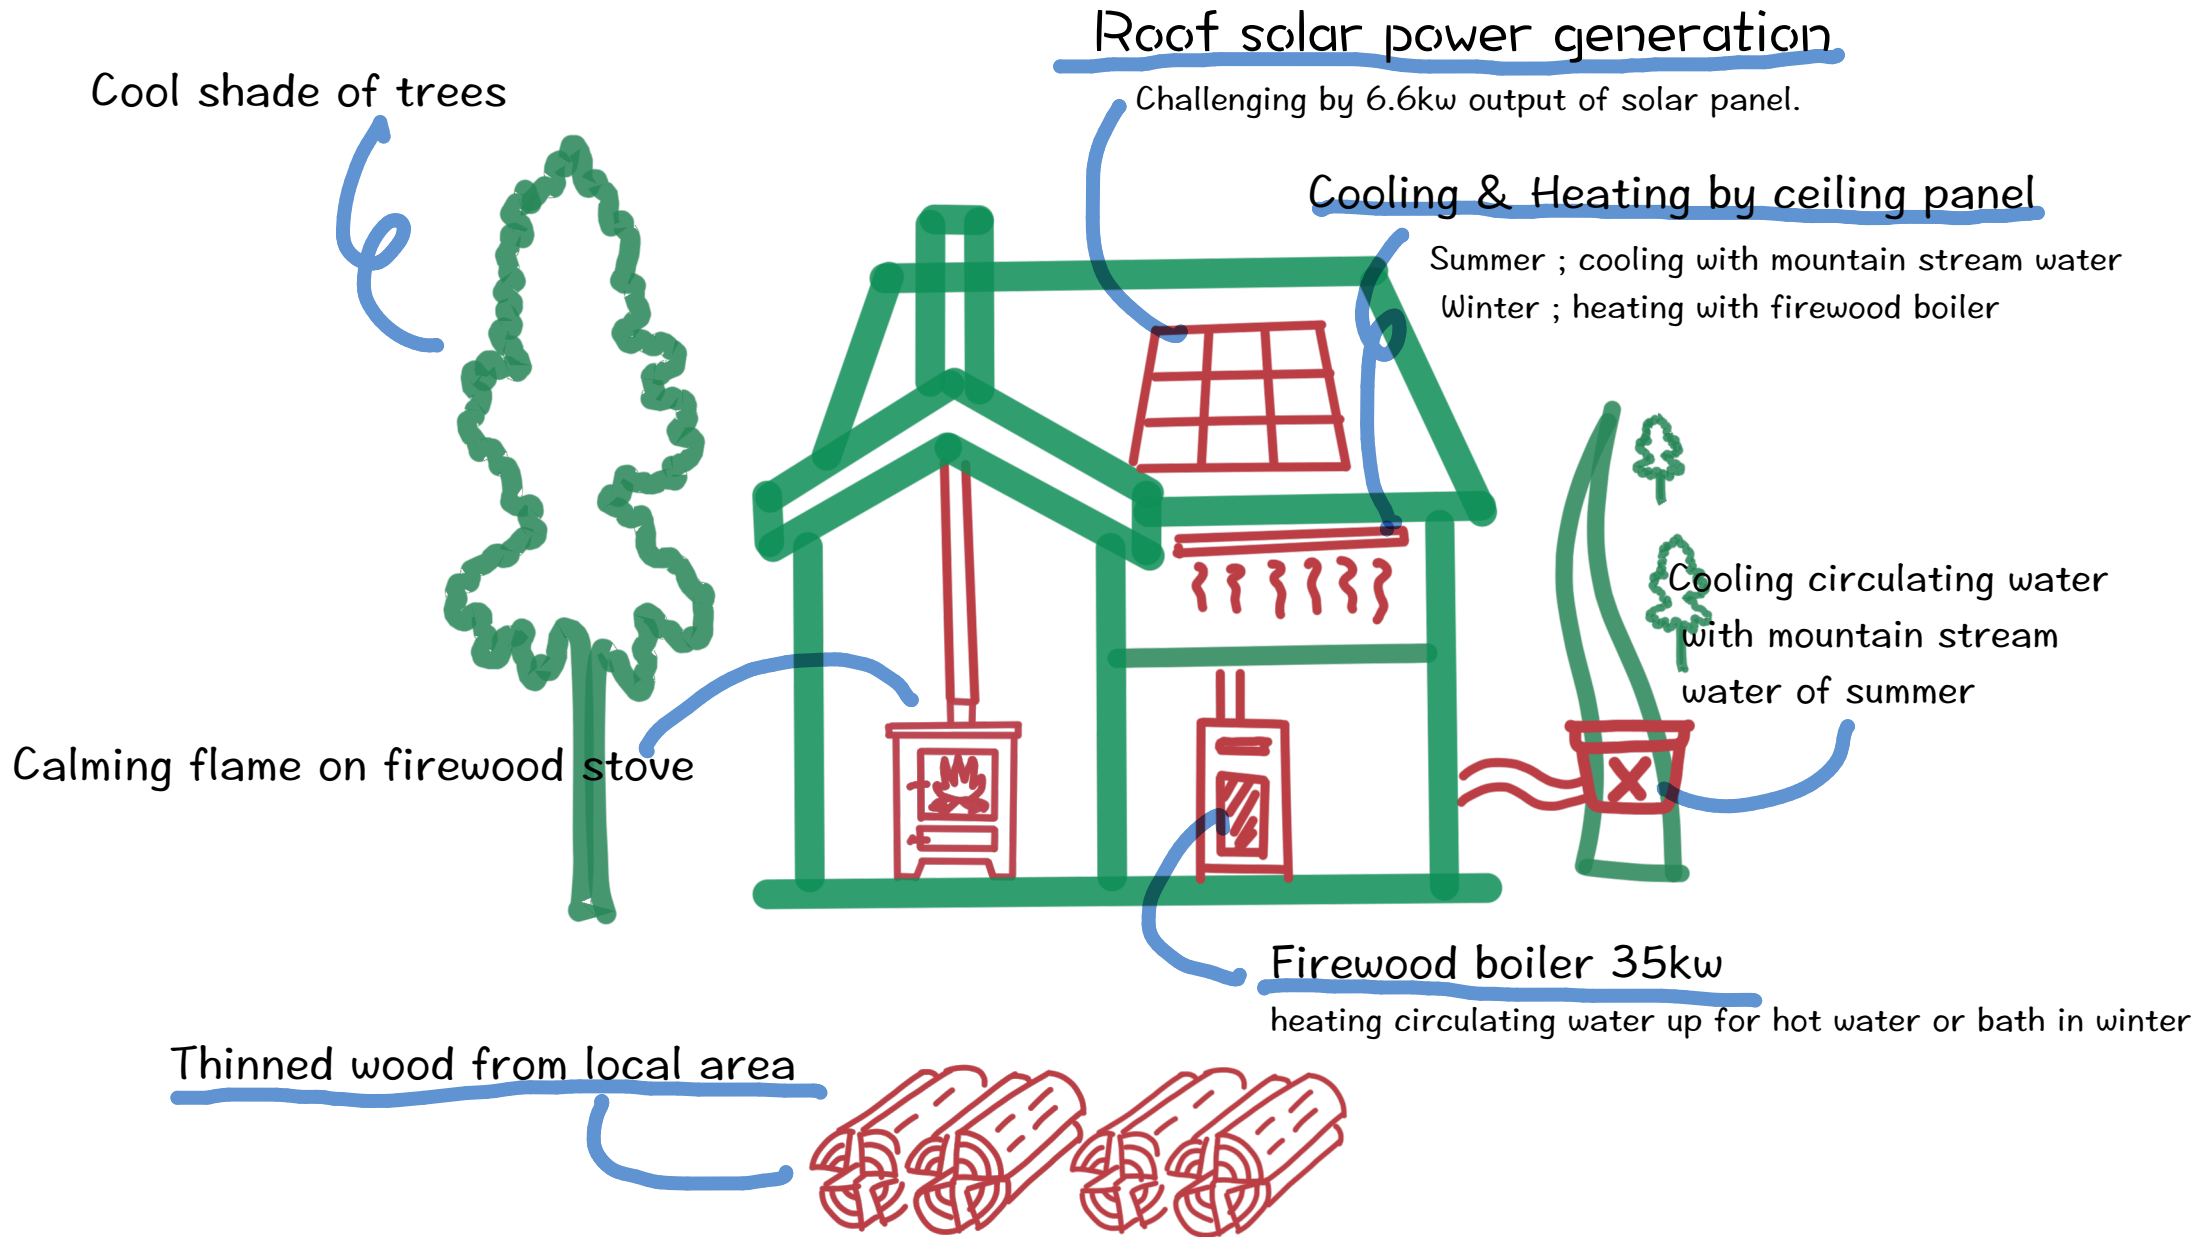 Roof solar power generation
Challenging by 6.6kw output of solar panel.
Cool shade of trees
Cooling & Heating by ceiling panel
Summer ; cooling with mountain stream water
Winter ; heating with firewood boiler
Cooling circulating water
with mountain stream
water of summer
Calming flame on firewood stove
Firewood boiler 35kw
heating circulating water up for hot water or bath in winter
Thinned wood from local area